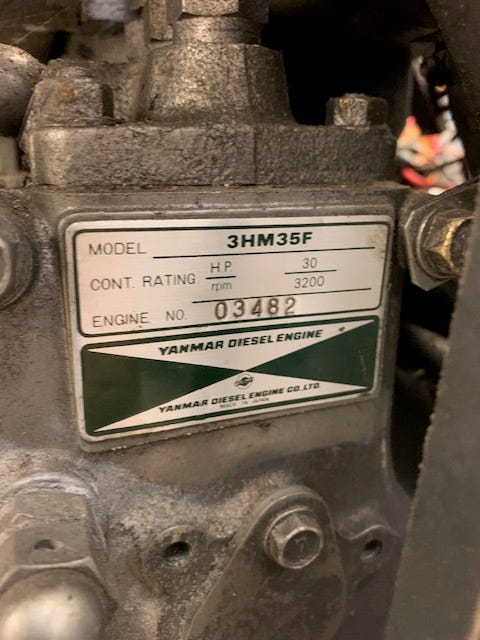 MODEL 3HM35F
CONT. RATING H.P 30
rpm 3200
ENGINE NO. 03482
YANMAR DIESEL ENGINE
YANMAR DIESEL ENGINE CO. LTD.
MADE IN JAPAN